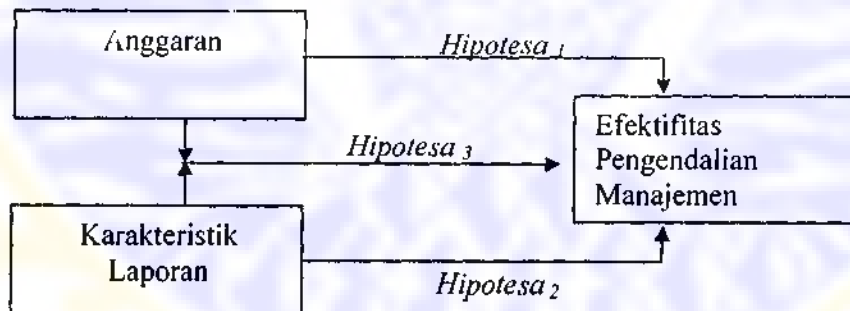 Anggaran
Hipotesa 1
Hipotesa 3
Efektifitas
Pengendalian
Manajemen
Karakteristik
Laporan
Hipotesa 2